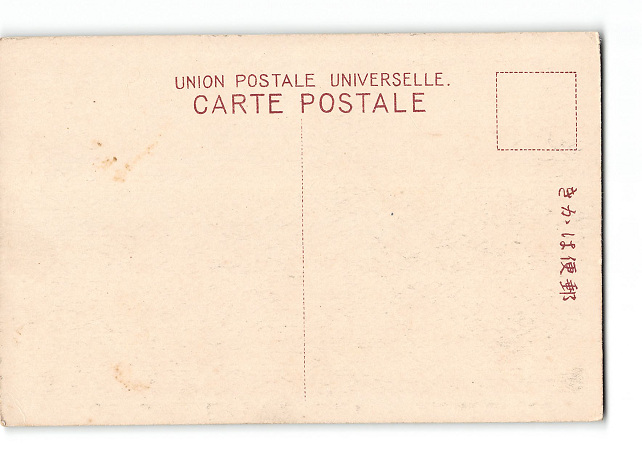 UNION POSTALE UNIVERSELLE.
CARTE POSTALE
郵便はかき